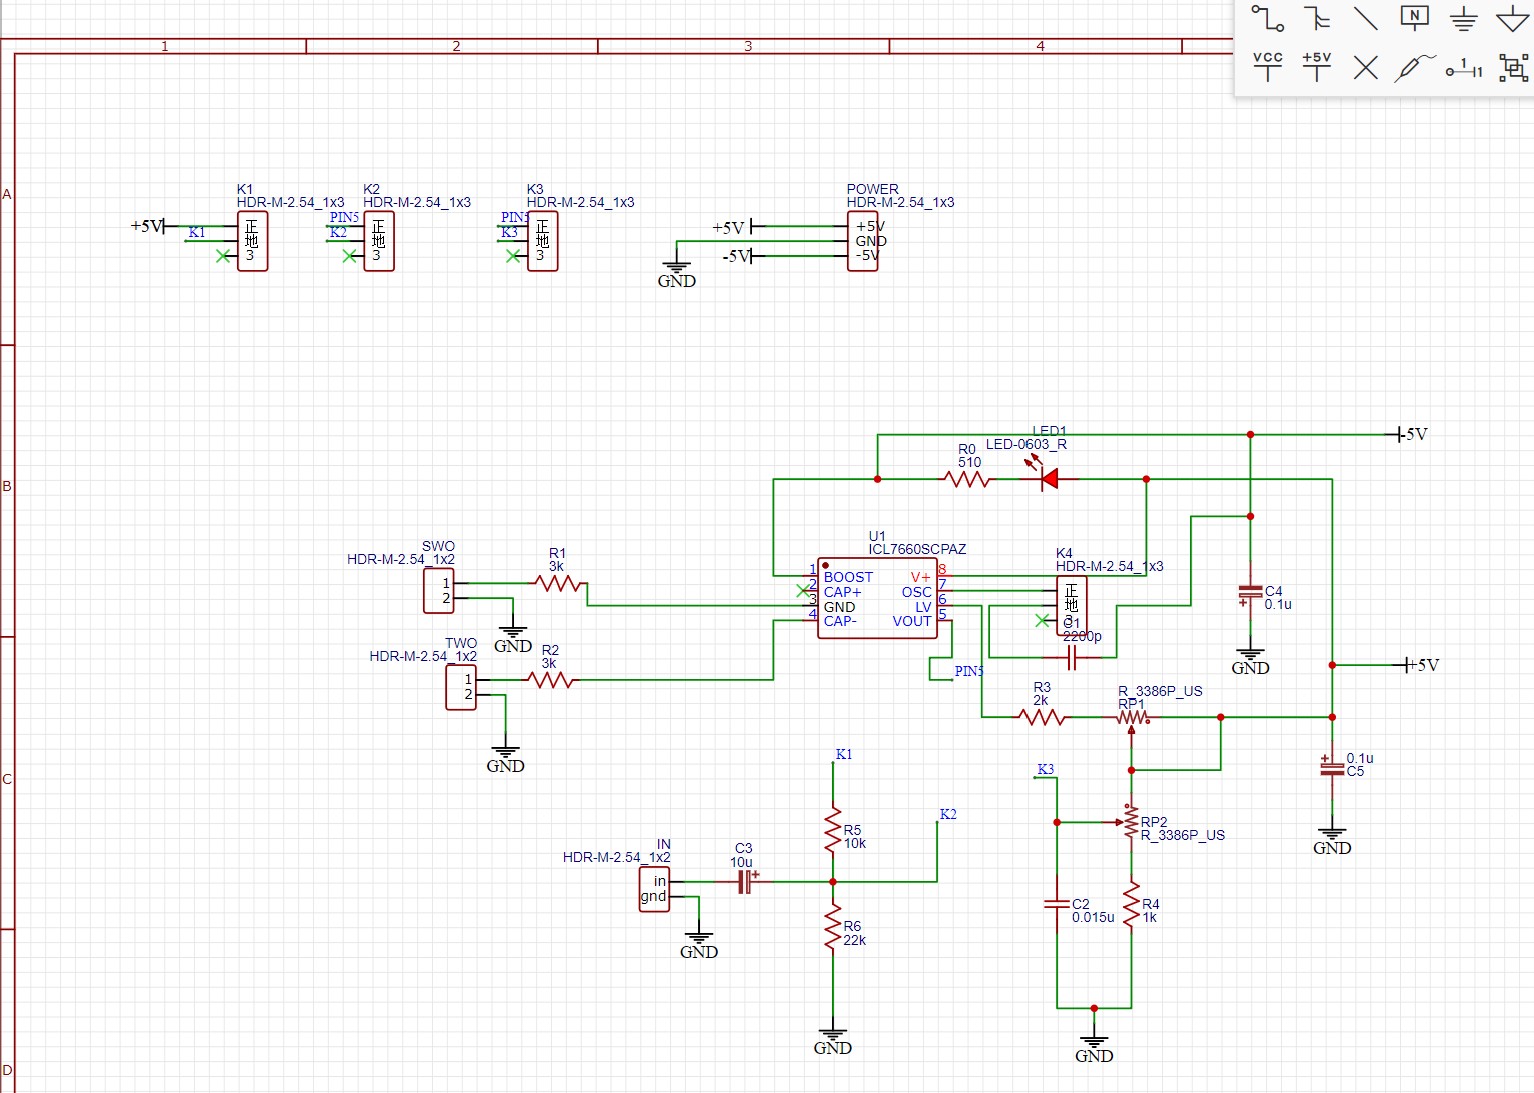 N
VCC
+5V
1
1
1
2
3
4
A
B
C
D
K1
HDR-M-2.54_1x3
+5V
K1
正
地
3
K2
HDR-M-2.54_1x3
PIN5
K2
正
地
3
K3
HDR-M-2.54_1x3
PIN5
K3
正
地
3
POWER
HDR-M-2.54_1x3
+5V
-5V
+5V
GND
-5V
GND
LED1
LED-0603_R
R0
510
-5V
U1
ICL7660SCPAZ
1
2
3
4
BOOST
CAP+
GND
CAP-
V+
OSC
LV
VOUT
8
7
6
5
K4
HDR-M-2.54_1x3
正
地
3
C1
2200p
C4
0.1u
GND
SWO
HDR-M-2.54_1x2
1
2
R1
3k
GND
TWO
HDR-M-2.54_1x2
1
2
R2
3k
GND
PIN5
+5V
R3
2k
R_3386P_US
RP1
0.1u
C5
GND
K1
K3
K2
R5
10k
RP2
R_3386P_US
IN
HDR-M-2.54_1x2
in
gnd
C3
10u
GND
R6
22k
GND
C2
0.015u
R4
1k
GND